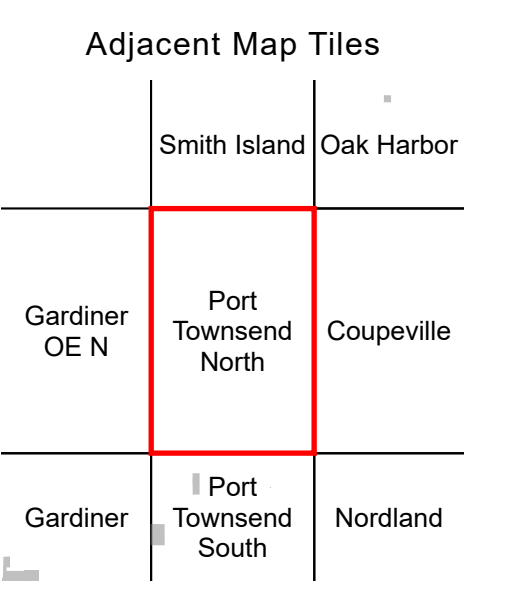 Adjacent Map Tiles
Smith Island
Oak Harbor
Gardiner
OE N
Port
Townsend
North
Coupeville
Gardiner
Port
Townsend
South
Nordland